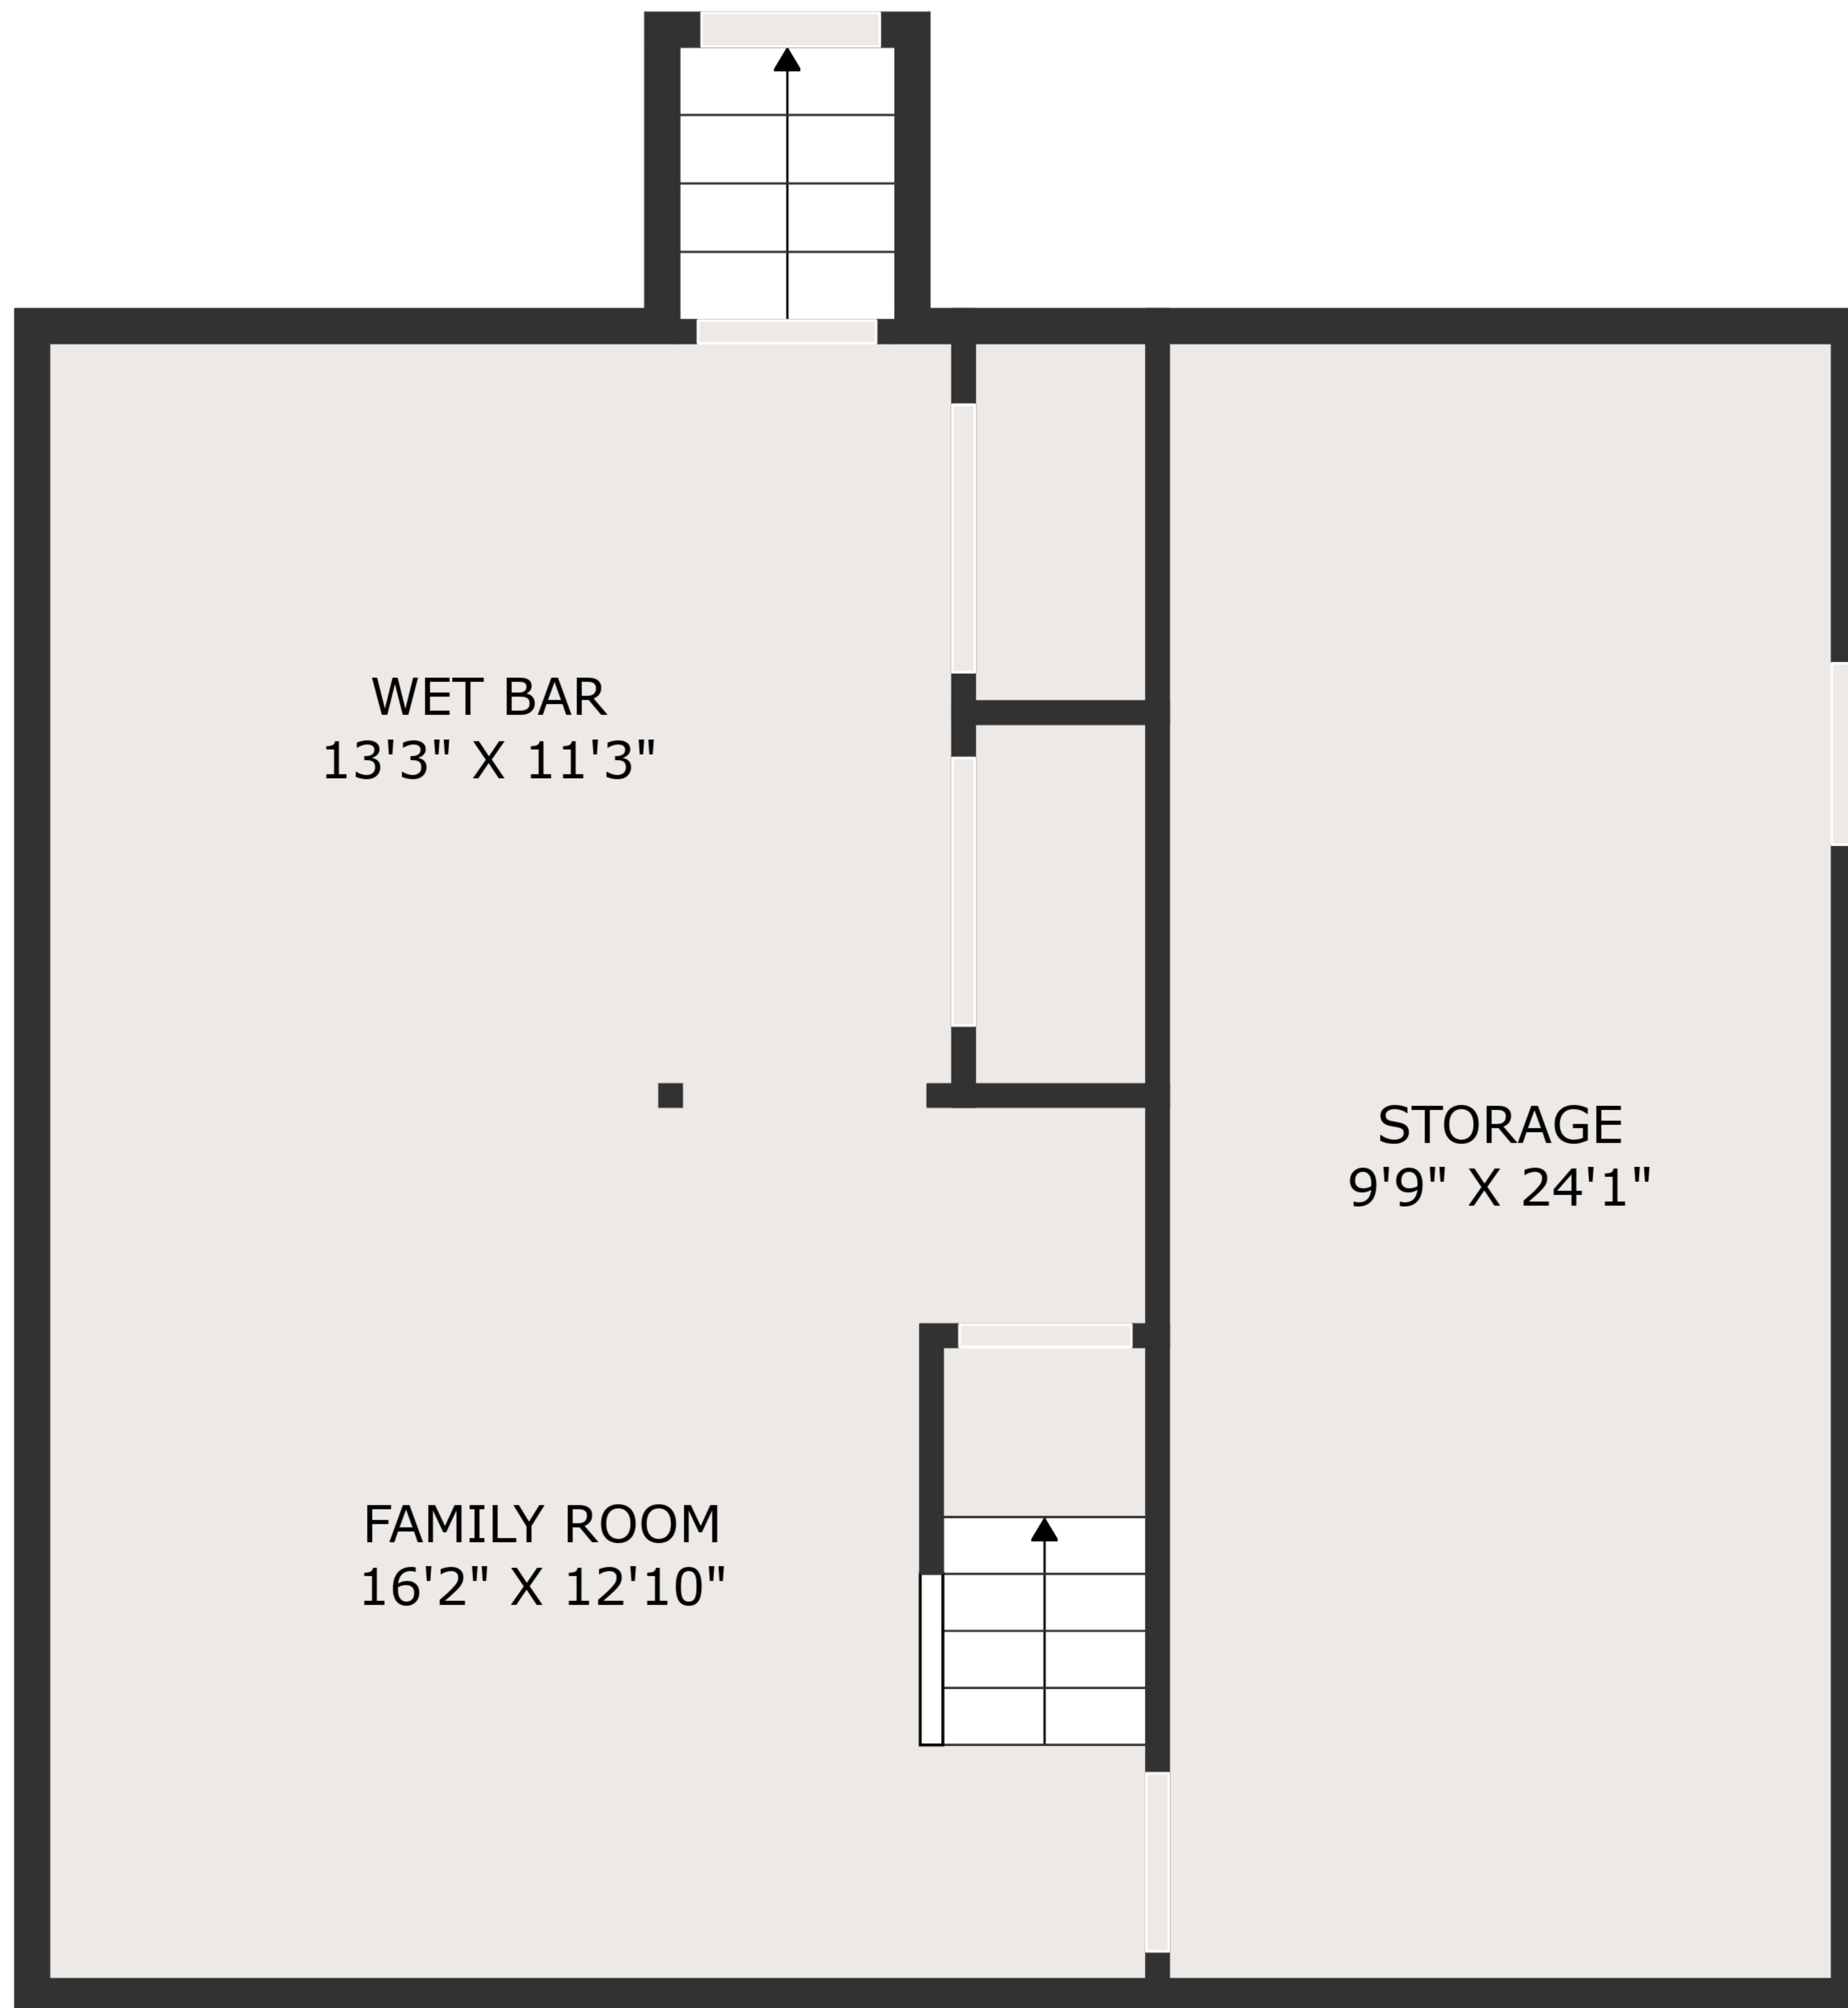 WET BAR
13'3" X 11'3"
STORAGE
9'9" X 24'1"
FAMILY ROOM
16'2" X 12'10"